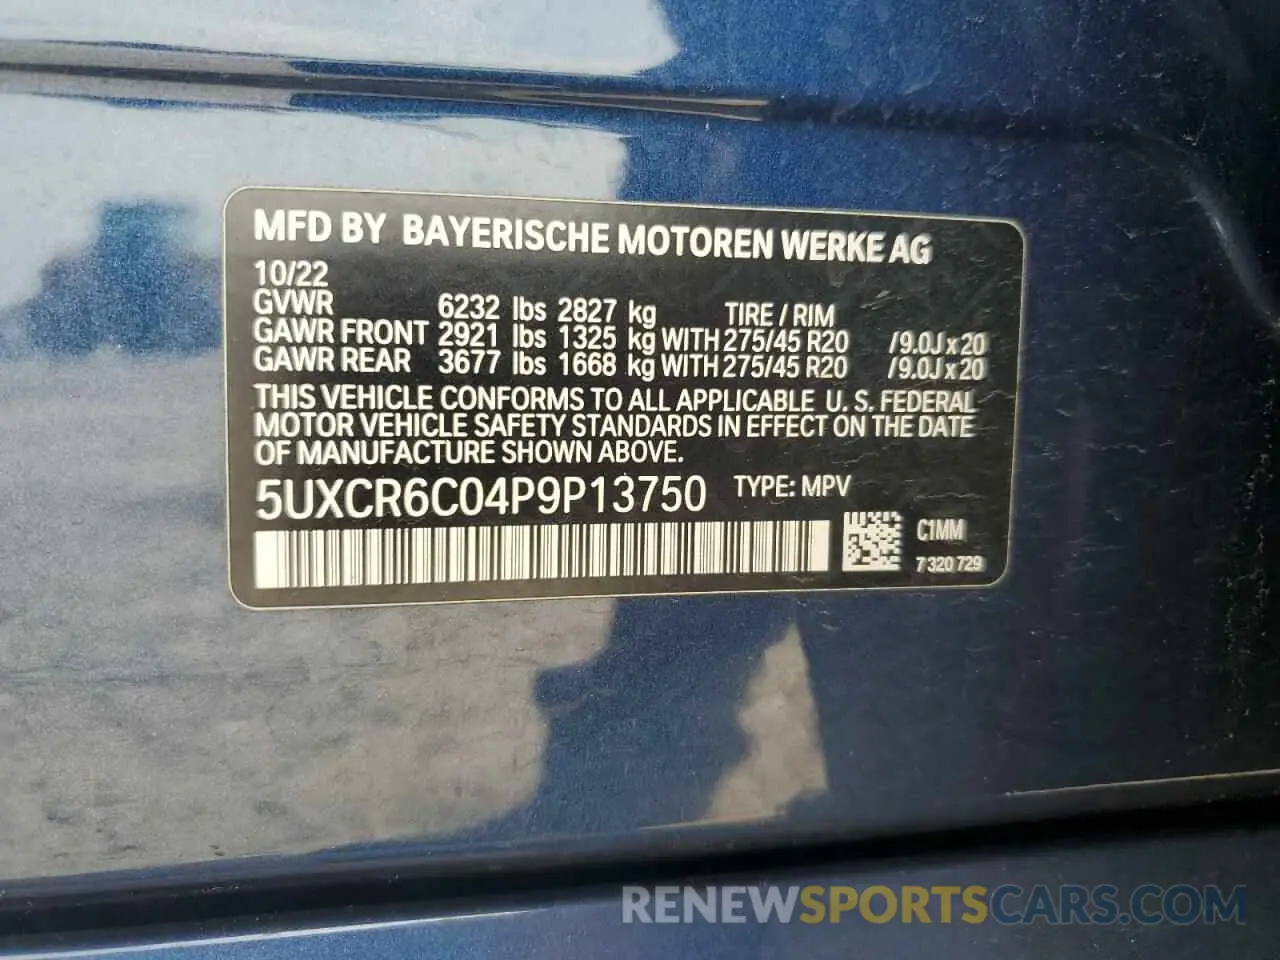 MFD BY BAYERISCHE MOTOREN WERKE AG
10/22
GVWR 6232 lbs 2827 kg TIRE / RIM
GAWR FRONT 2921 lbs 1325 kg WITH 275/45 R20 /9.0J x 20
GAWR REAR 3677 lbs 1668 kg WITH 275/45 R20 /9.0J x 20
THIS VEHICLE CONFORMS TO ALL APPLICABLE U. S. FEDERAL
MOTOR VEHICLE SAFETY STANDARDS IN EFFECT ON THE DATE
OF MANUFACTURE SHOWN ABOVE.
5UXCR6C04P9P13750 TYPE: MPV
C1MM
7 320 729
RENEWSPORTSCARS.COM